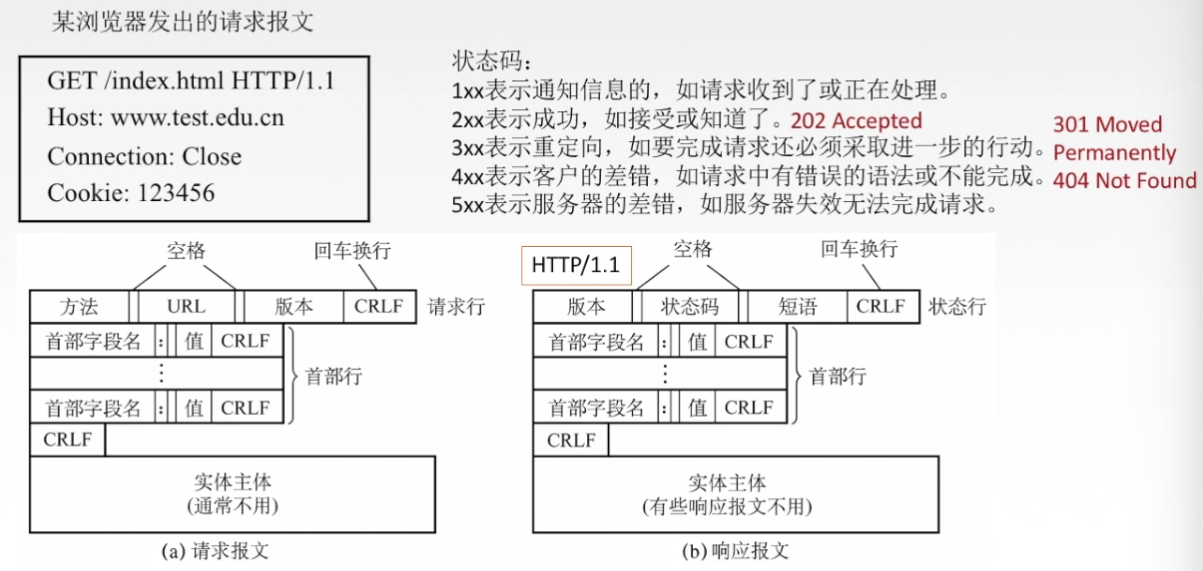 某浏览器发出的请求报文
GET /index.html HTTP/1.1
Host: www.test.edu.cn
Connection: Close
Cookie: 123456
状态码：
1xx表示通知信息的，如请求收到了或正在处理。
2xx表示成功，如接受或知道了。202 Accepted
3xx表示重定向，如要完成请求还必须采取进一步的行动。301 Moved Permanently
4xx表示客户的差错，如请求中有错误的语法或不能完成。404 Not Found
5xx表示服务器的差错，如服务器失效无法完成请求。
空格 回车换行
方法 URL 版本 CRLF 请求行
首部字段名 : 值 CRLF
⋮ 首部行
首部字段名 : 值 CRLF
CRLF
实体主体
(通常不用)
(a) 请求报文
HTTP/1.1 空格 回车换行
版本 状态码 短语 CRLF 状态行
首部字段名 : 值 CRLF
⋮ 首部行
首部字段名 : 值 CRLF
CRLF
实体主体
(有些响应报文不用)
(b) 响应报文